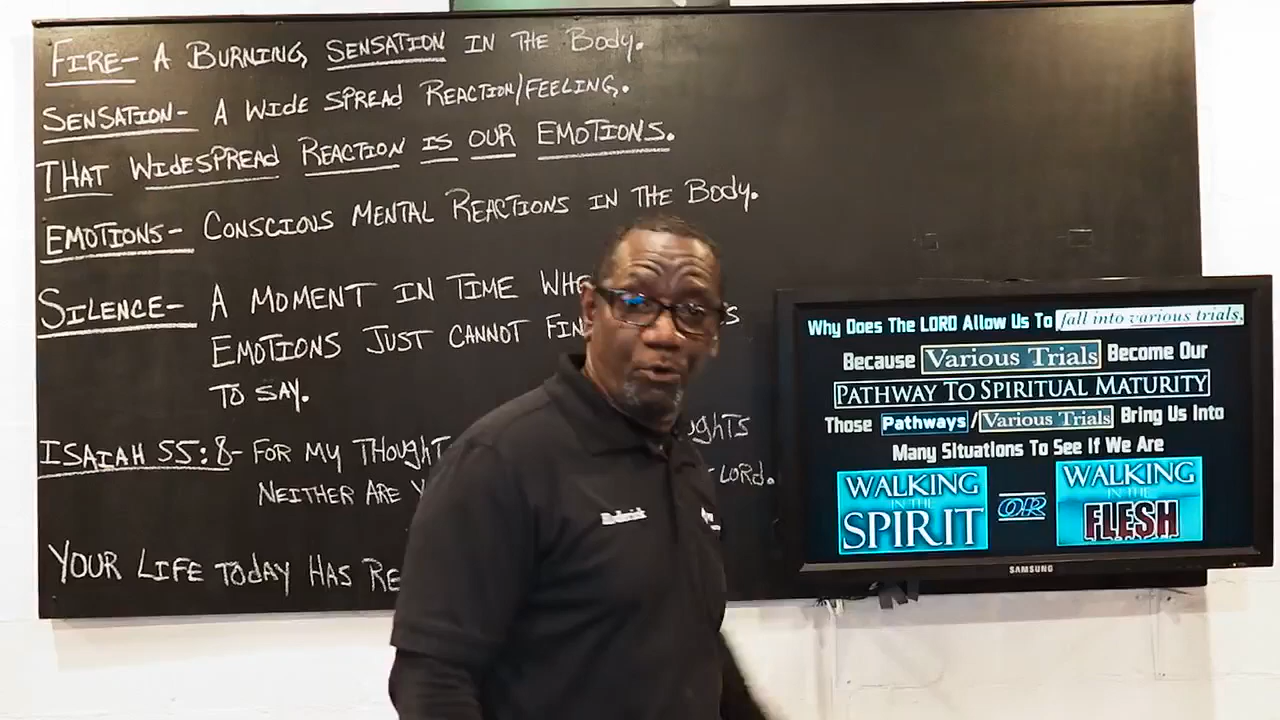 FIRE- A BURNING SENSATION IN THE BODY.
SENSATION- A WIDE SPREAD REACTION/FEELING.
THAT WIDESPREAD REACTION IS OUR EMOTIONS.
EMOTIONS- CONSCIOUS MENTAL REACTIONS IN THE BODY.
SILENCE- A MOMENT IN TIME
EMOTIONS JUST CANNOT
TO SAY.
ISAIAH 55:8- FOR MY
NEITHER ARE LORD.
YOUR LIFE TODAY HAS
Why Does The LORD Allow Us To fall into various trials.
Because Various Trials Become Our
PATHWAY TO SPIRITUAL MATURITY
Those Pathways/Various Trials Bring Us Into
Many Situations To See If We Are
WALKING IN THE SPIRIT OR WALKING IN THE FLESH
SAMSUNG